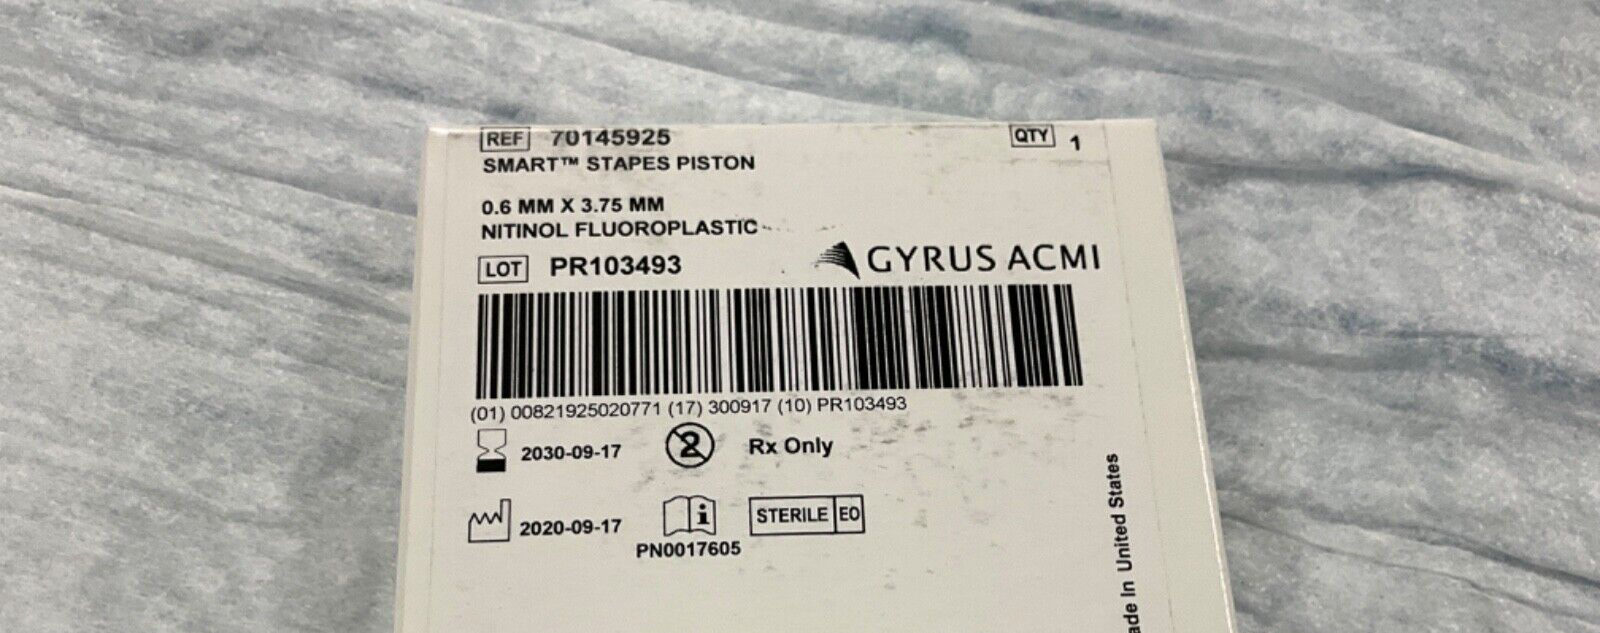 REF 70145925 QTY 1
SMART™ STAPES PISTON
0.6 MM X 3.75 MM
NITINOL FLUOROPLASTIC
GYRUS ACMI
LOT PR103493
(01) 00821925020771 (17) 300917 (10) PR103493
2030-09-17 2 Rx Only
2020-09-17 i STERILE EO
PN0017605
ade In United States